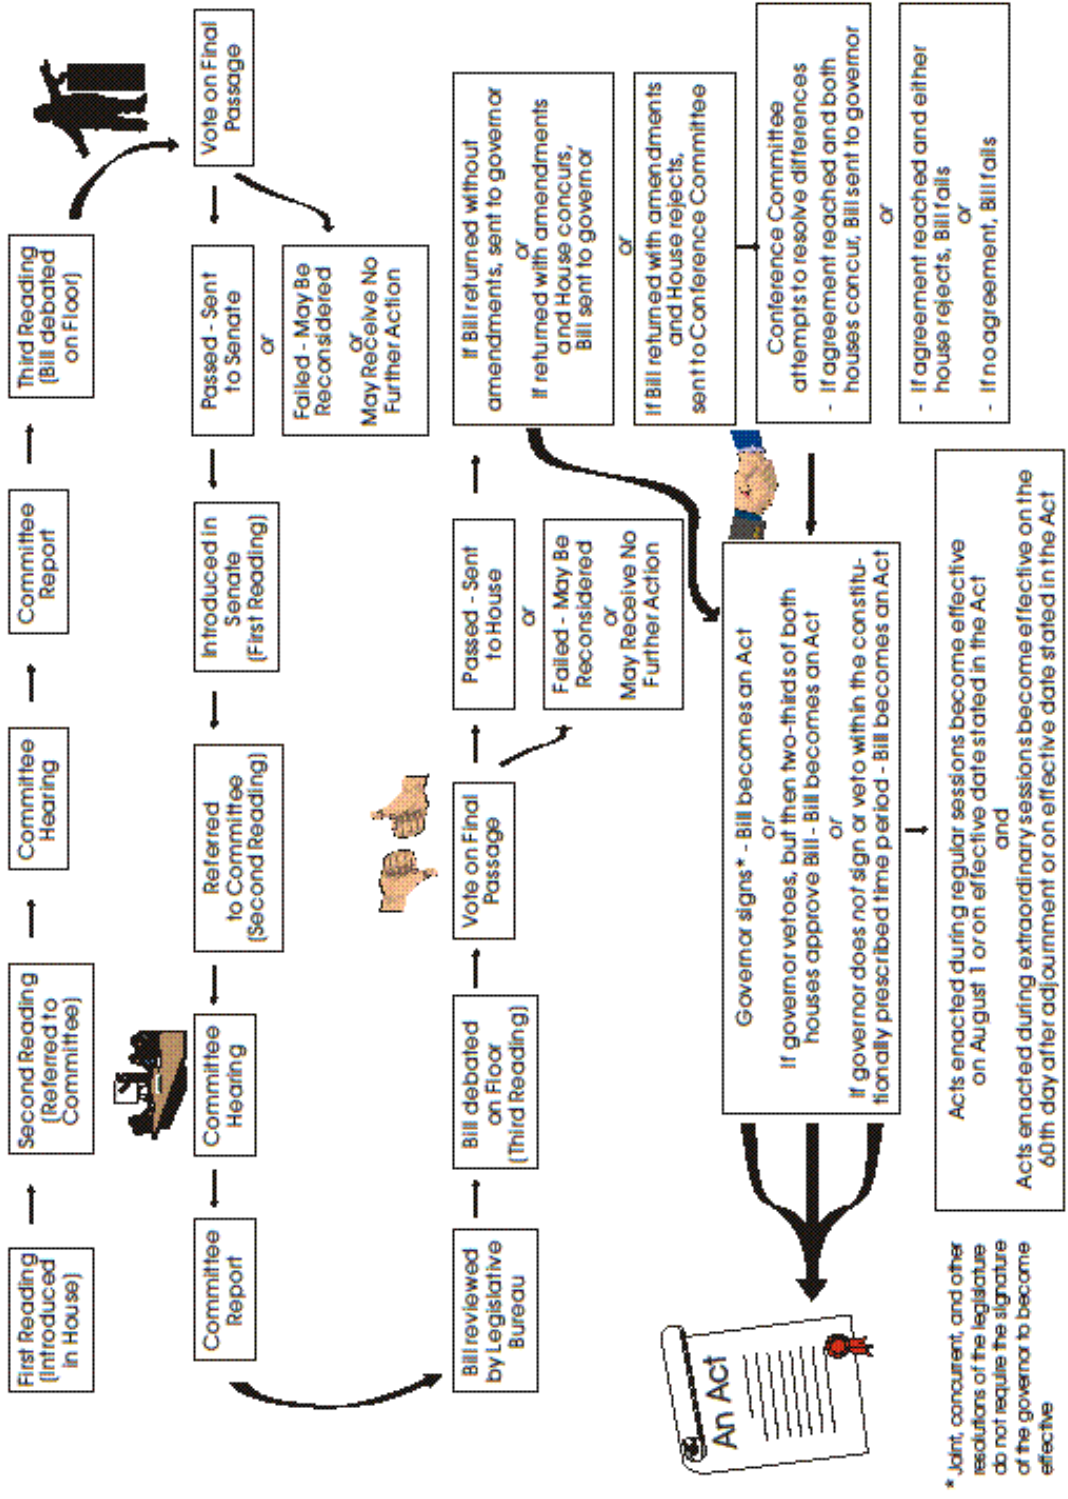 First Reading
(Introduced
in House)
Second Reading
(Referred to
Committee)
Committee
Hearing
Committee
Report
Third Reading
(Bill debated
on Floor)
Vote on Final
Passage
Passed - Sent
to Senate
or
Failed - May Be
Reconsidered
or
May Receive No
Further Action
Introduced in
Senate
(First Reading)
Referred
to Committee
(Second Reading)
Committee
Hearing
Committee
Report
Bill reviewed
by Legislative
Bureau
Bill debated
on Floor
(Third Reading)
Vote on Final
Passage
Passed - Sent
to House
or
Failed - May Be
Reconsidered
or
May Receive No
Further Action
If Bill returned without
amendments, sent to governor
or
If returned with amendments
and House concurs,
Bill sent to governor
or
If Bill returned with amendments
and House rejects,
sent to Conference Committee
Conference Committee
attempts to resolve differences
- If agreement reached and both
houses concur, Bill sent to governor
or
- If agreement reached and either
house rejects, Bill fails
or
- If no agreement, Bill fails
Governor signs* - Bill becomes an Act
or
If governor vetoes, but then two-thirds of both
houses approve Bill - Bill becomes an Act
or
If governor does not sign or veto within the constitu-
tionally prescribed time period - Bill becomes an Act
An Act
Acts enacted during regular sessions become effective
on August 1 or on effective date stated in the Act
and
Acts enacted during extraordinary sessions become effective on the
60th day after adjournment or on effective date stated in the Act
* Joint, concurrent, and other
resolutions of the legislature
do not require the signature
of the governor to become
effective